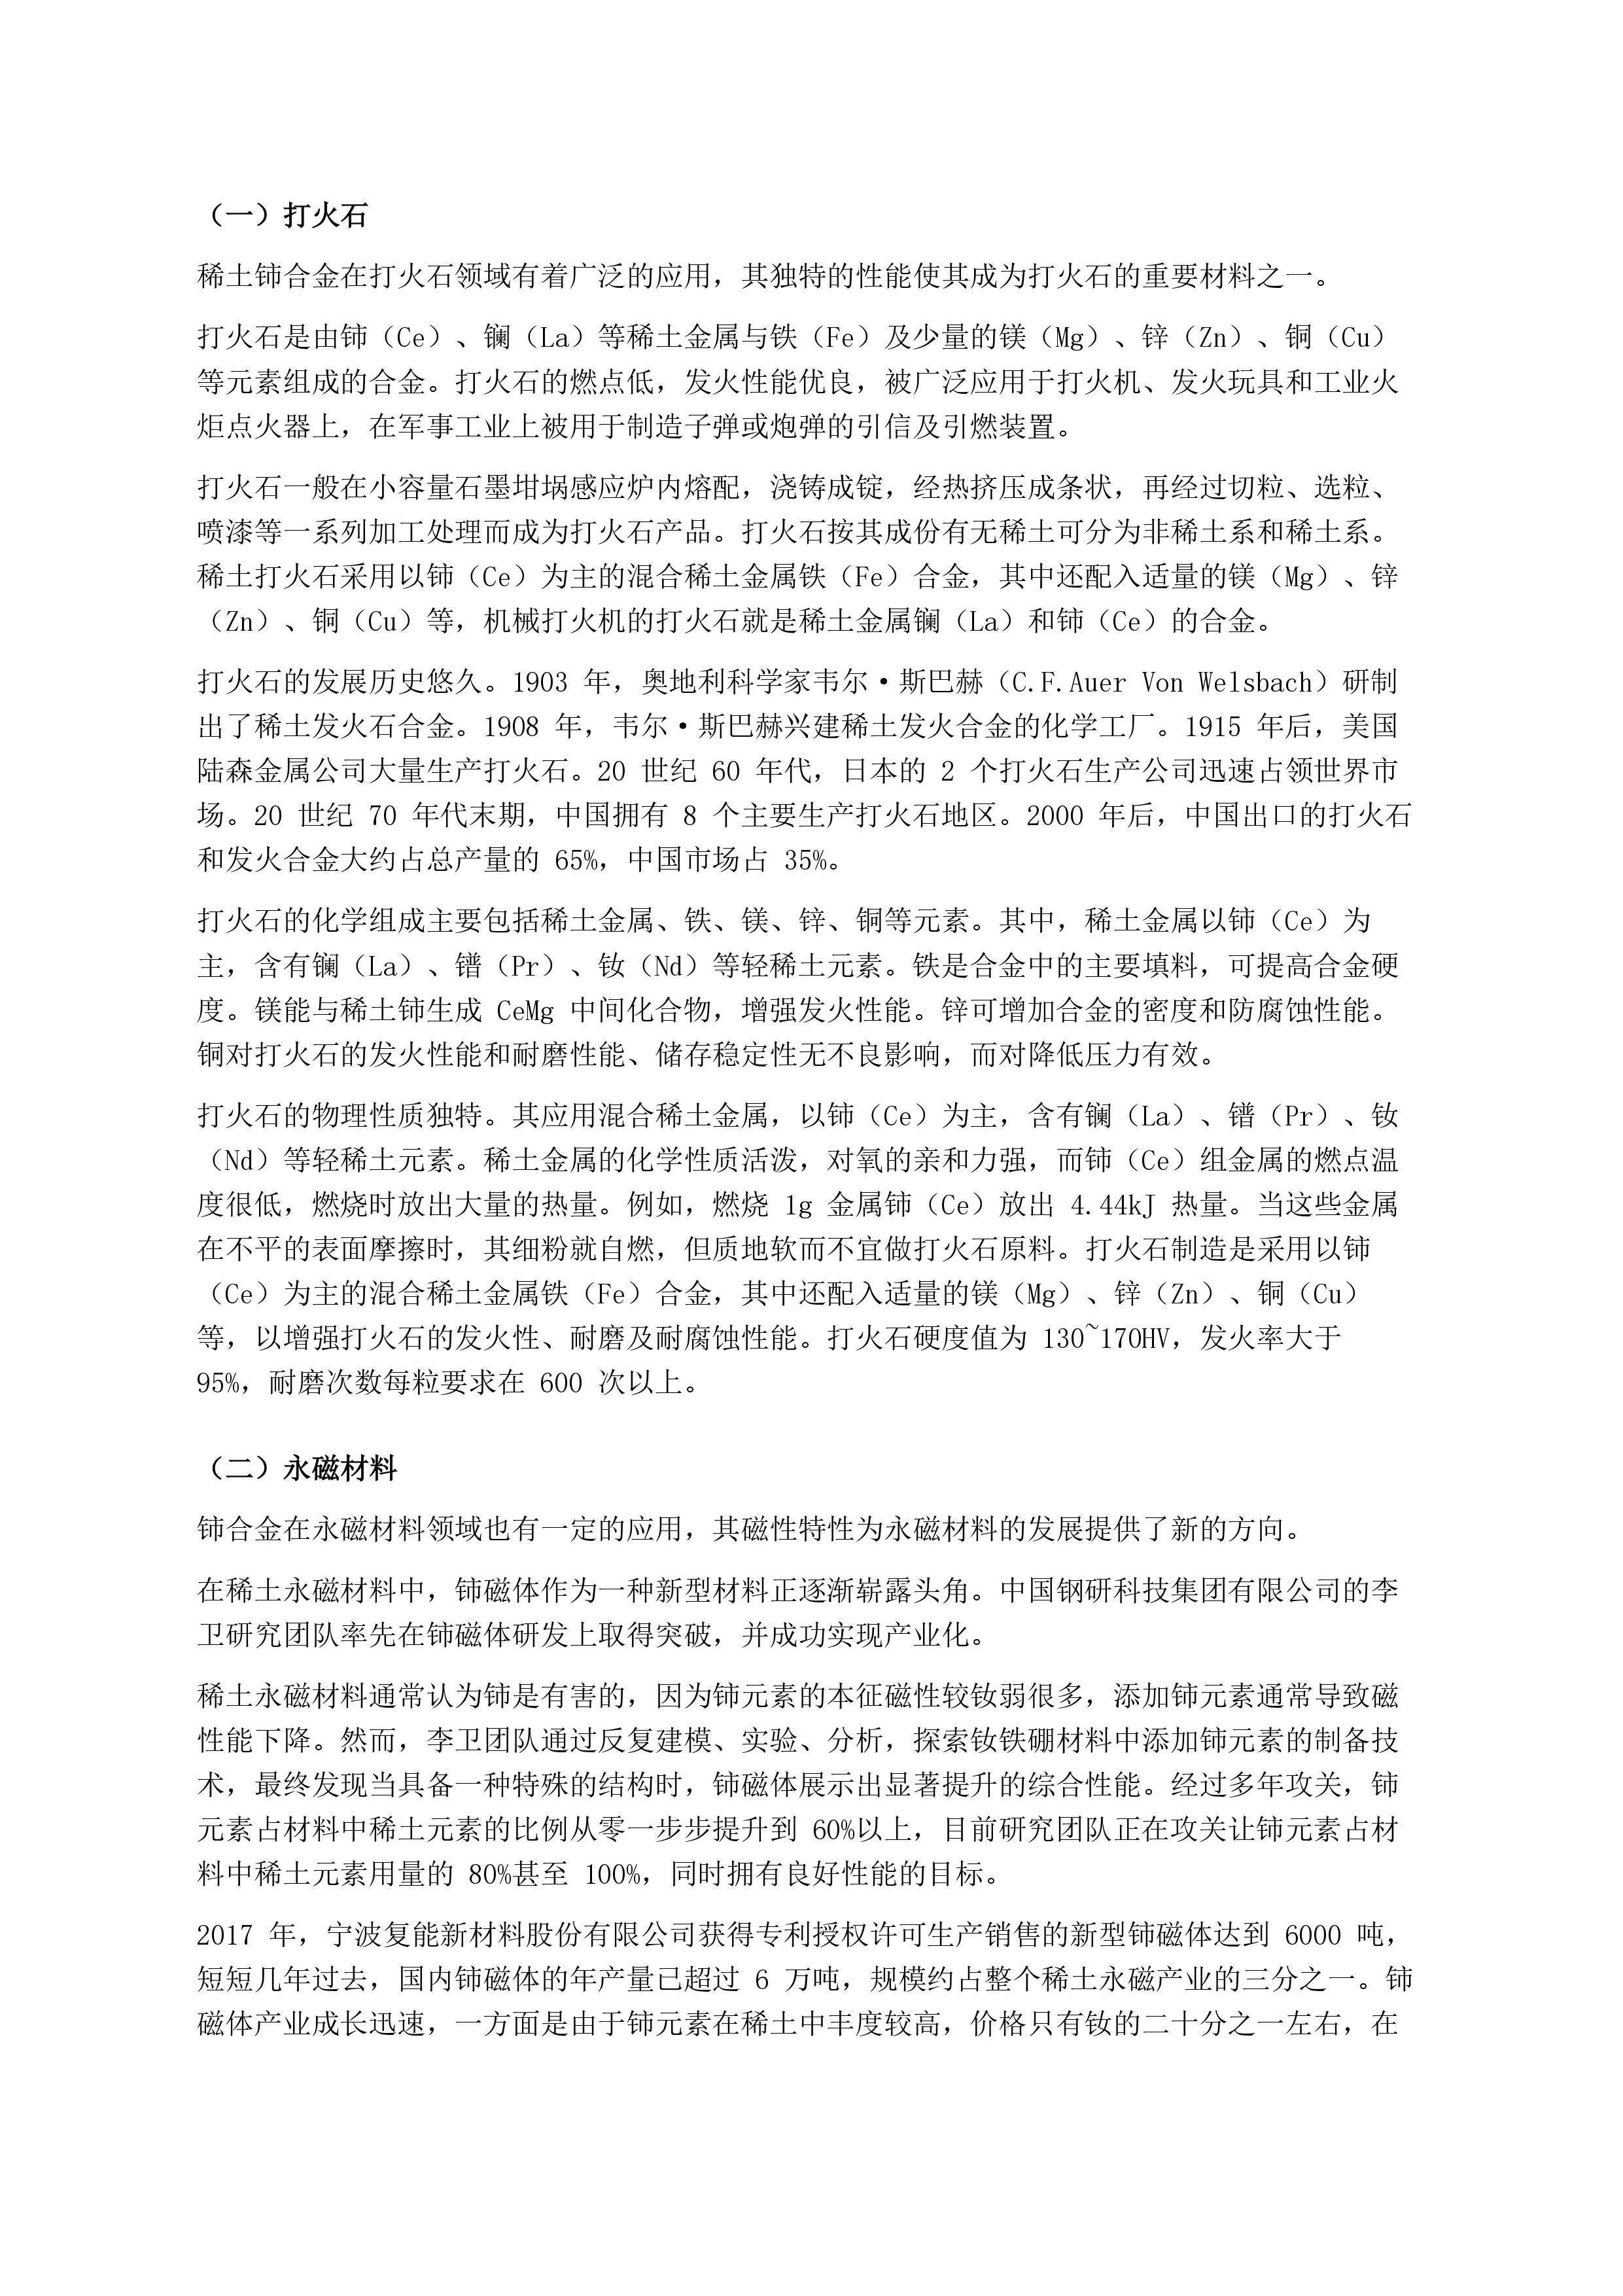 （一）打火石
稀土铈合金在打火石领域有着广泛的应用，其独特的性能使其成为打火石的重要材料之一。
打火石是由铈（Ce）、镧（La）等稀土金属与铁（Fe）及少量的镁（Mg）、锌（Zn）、铜（Cu）
等元素组成的合金。打火石的燃点低，发火性能优良，被广泛应用于打火机、发火玩具和工业火
炬点火器上，在军事工业上被用于制造子弹或炮弹的引信及引燃装置。
打火石一般在小容量石墨坩埚感应炉内熔配，浇铸成锭，经热挤压成条状，再经过切粒、选粒、
喷漆等一系列加工处理而成为打火石产品。打火石按其成份有无稀土可分为非稀土系和稀土系。
稀土打火石采用以铈（Ce）为主的混合稀土金属铁（Fe）合金，其中还配入适量的镁（Mg）、锌
（Zn）、铜（Cu）等，机械打火机的打火石就是稀土金属镧（La）和铈（Ce）的合金。
打火石的发展历史悠久。1903 年，奥地利科学家韦尔·斯巴赫（C.F.Auer Von Welsbach）研制
出了稀土发火石合金。1908 年，韦尔·斯巴赫兴建稀土发火合金的化学工厂。1915 年后，美国
陆森金属公司大量生产打火石。20 世纪 60 年代，日本的 2 个打火石生产公司迅速占领世界市
场。20 世纪 70 年代末期，中国拥有 8 个主要生产打火石地区。2000 年后，中国出口的打火石
和发火合金大约占总产量的 65%，中国市场占 35%。
打火石的化学组成主要包括稀土金属、铁、镁、锌、铜等元素。其中，稀土金属以铈（Ce）为
主，含有镧（La）、镨（Pr）、钕（Nd）等轻稀土元素。铁是合金中的主要填料，可提高合金硬
度。镁能与稀土铈生成 CeMg 中间化合物，增强发火性能。锌可增加合金的密度和防腐蚀性能。
铜对打火石的发火性能和耐磨性能、储存稳定性无不良影响，而对降低压力有效。
打火石的物理性质独特。其应用混合稀土金属，以铈（Ce）为主，含有镧（La）、镨（Pr）、钕
（Nd）等轻稀土元素。稀土金属的化学性质活泼，对氧的亲和力强，而铈（Ce）组金属的燃点温
度很低，燃烧时放出大量的热量。例如，燃烧 1g 金属铈（Ce）放出 4.44kJ 热量。当这些金属
在不平的表面摩擦时，其细粉就自燃，但质地软而不宜做打火石原料。打火石制造是采用以铈
（Ce）为主的混合稀土金属铁（Fe）合金，其中还配入适量的镁（Mg）、锌（Zn）、铜（Cu）
等，以增强打火石的发火性、耐磨及耐腐蚀性能。打火石硬度值为 130~170HV，发火率大于
95%，耐磨次数每粒要求在 600 次以上。
（二）永磁材料
铈合金在永磁材料领域也有一定的应用，其磁性特性为永磁材料的发展提供了新的方向。
在稀土永磁材料中，铈磁体作为一种新型材料正逐渐崭露头角。中国钢研科技集团有限公司的李
卫研究团队率先在铈磁体研发上取得突破，并成功实现产业化。
稀土永磁材料通常认为铈是有害的，因为铈元素的本征磁性较钕弱很多，添加铈元素通常导致磁
性能下降。然而，李卫团队通过反复建模、实验、分析，探索钕铁硼材料中添加铈元素的制备技
术，最终发现当具备一种特殊的结构时，铈磁体展示出显著提升的综合性能。经过多年攻关，铈
元素占材料中稀土元素的比例从零一步步提升到 60%以上，目前研究团队正在攻关让铈元素占材
料中稀土元素用量的 80%甚至 100%，同时拥有良好性能的目标。
2017 年，宁波复能新材料股份有限公司获得专利授权许可生产销售的新型铈磁体达到 6000 吨，
短短几年过去，国内铈磁体的年产量已超过 6 万吨，规模约占整个稀土永磁产业的三分之一。铈
磁体产业成长迅速，一方面是由于铈元素在稀土中丰度较高，价格只有钕的二十分之一左右，在